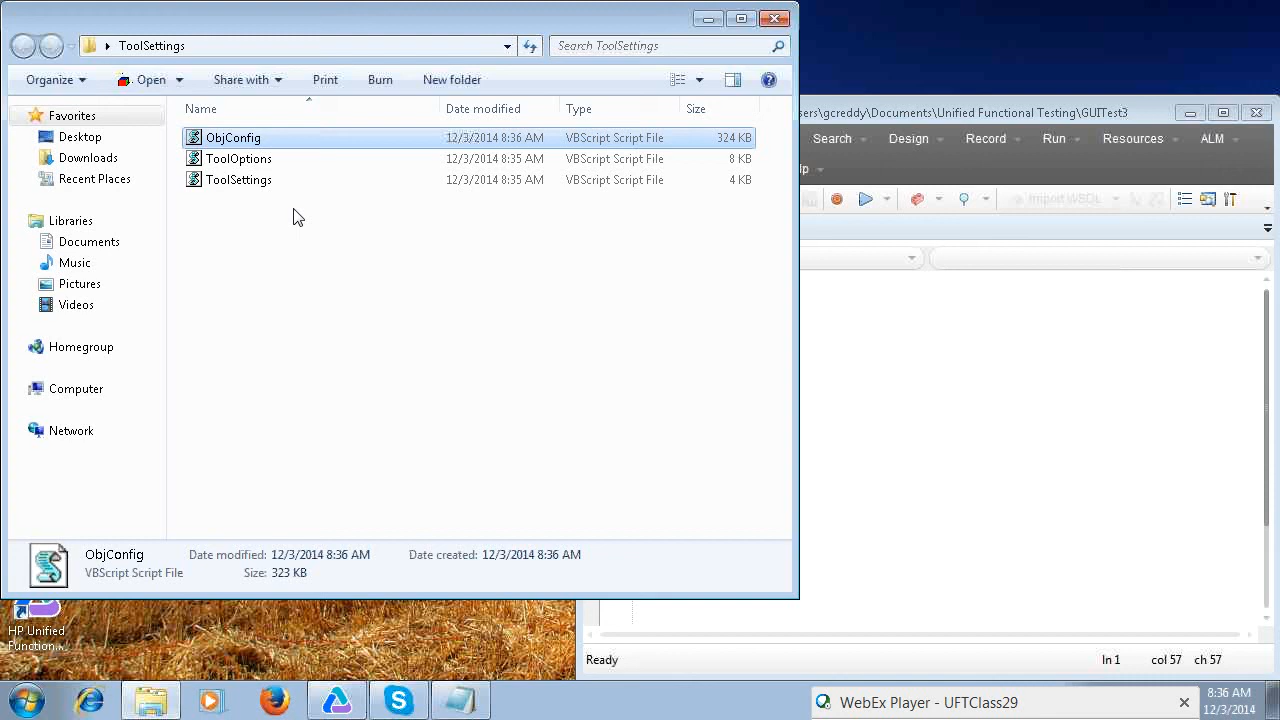 ToolSettings
Search ToolSettings
Organize Open Share with Print Burn New folder
Name Date modified Type Size
Favorites
Desktop
Downloads
Recent Places
Libraries
Documents
Music
Pictures
Videos
Homegroup
Computer
Network
ObjConfig 12/3/2014 8:36 AM VBScript Script File 324 KB
ToolOptions 12/3/2014 8:35 AM VBScript Script File 8 KB
ToolSettings 12/3/2014 8:35 AM VBScript Script File 4 KB
ObjConfig Date modified: 12/3/2014 8:36 AM Date created: 12/3/2014 8:36 AM
VBScript Script File Size: 323 KB
sers\gcreddy\Documents\Unified Functional Testing\GUITest3
Search Design Record Run Resources ALM
lp
Import WSDL
Ready ln 1 col 57 ch 57
HP Unified
Function...
WebEx Player - UFTClass29
8:36 AM
12/3/2014